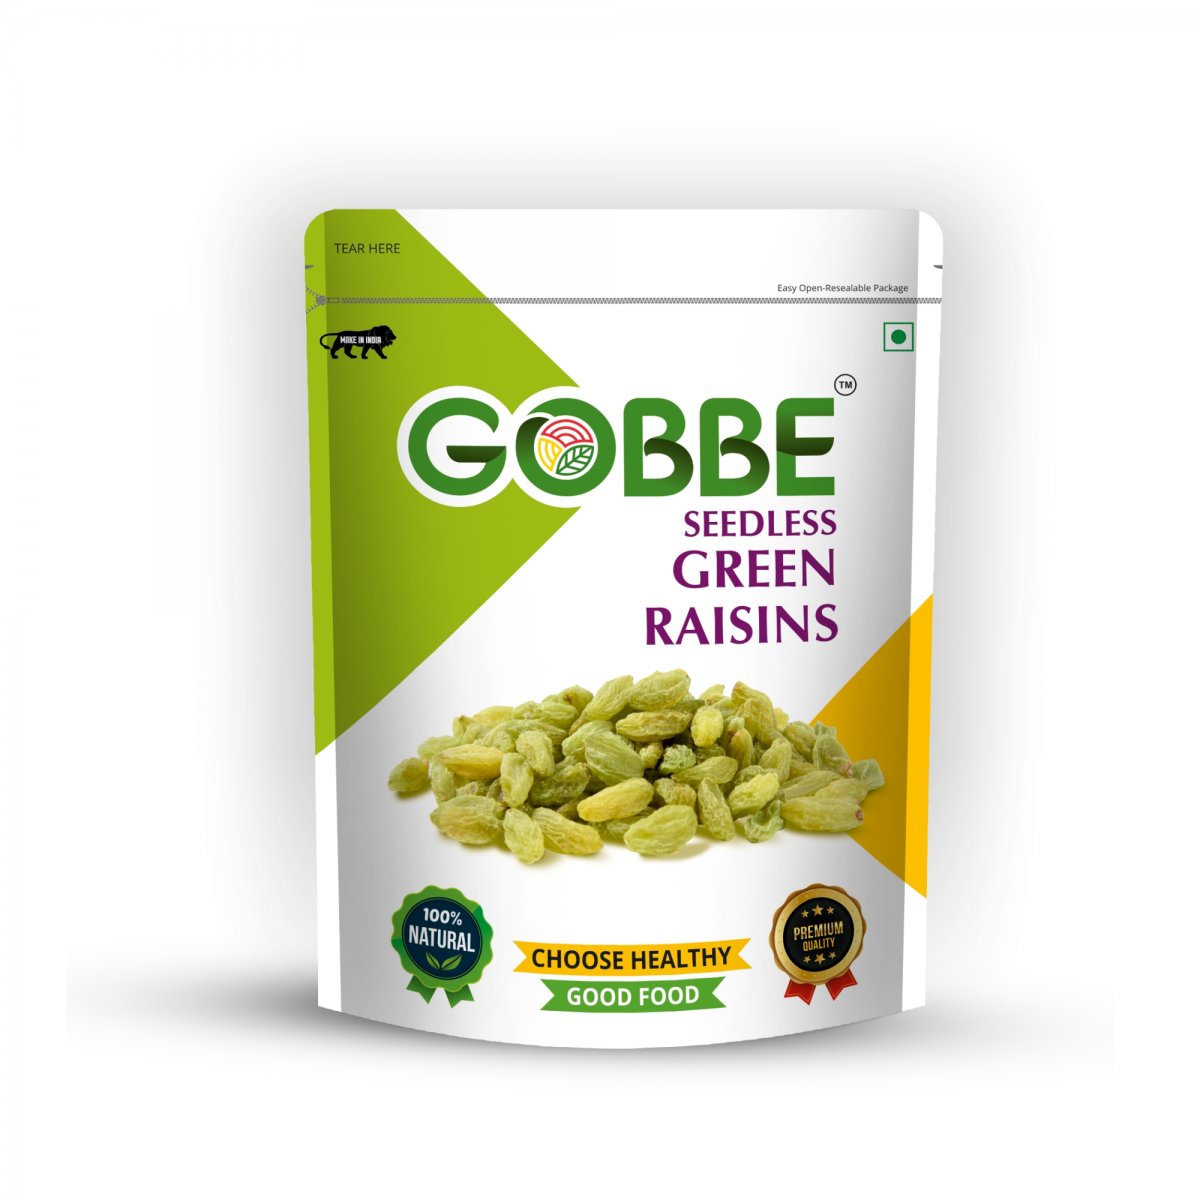 TEAR HERE
Easy Open-Resealable Package
MAKE IN INDIA
TM
GOBBE
SEEDLESS
GREEN
RAISINS
100%
NATURAL
CHOOSE HEALTHY
GOOD FOOD
PREMIUM
QUALITY